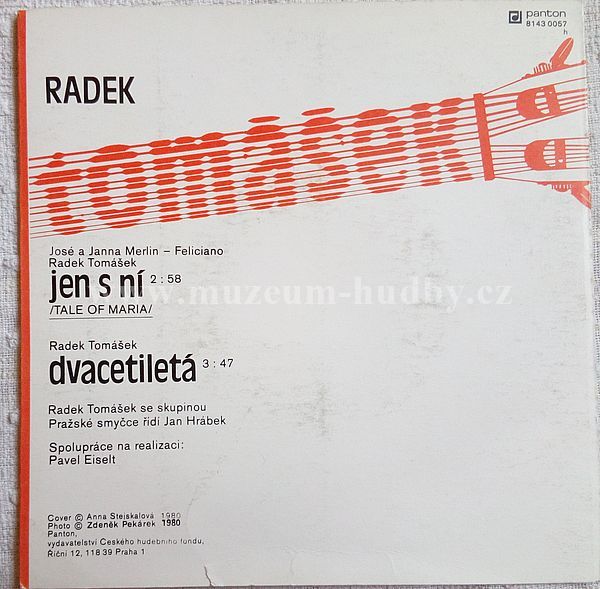 panton
8143 0057
h
RADEK
TOMÁŠEK
José a Janna Merlin – Feliciano
Radek Tomášek
jen s ní 2 : 58
/TALE OF MARIA/
www.muzeum-hudby.cz
Radek Tomášek
dvacetiletá 3 : 47
Radek Tomášek se skupinou
Pražské smyčce řídí Jan Hrábek
Spolupráce na realizaci:
Pavel Eiselt
Cover © Anna Stejskalová 1980
Photo © Zdeněk Pekárek 1980
Panton,
vydavatelství Českého hudebního fondu,
Říční 12, 118 39 Praha 1